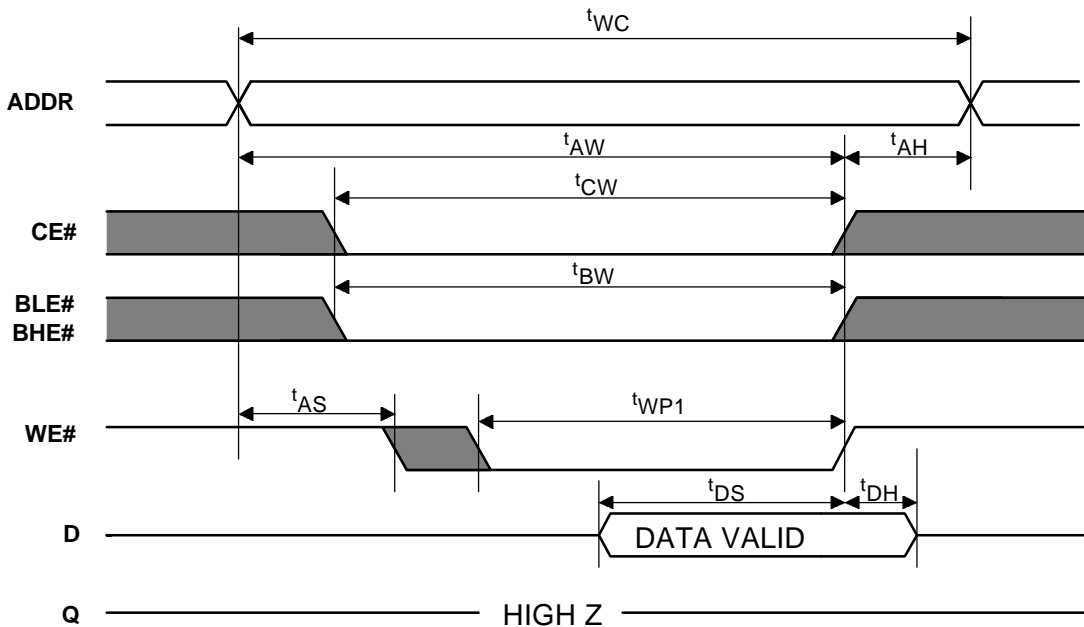 tWC
ADDR
tAW tAH
tCW
CE#
tBW
BLE#
BHE#
tAS tWP1
WE#
tDS tDH
D DATA VALID
Q HIGH Z